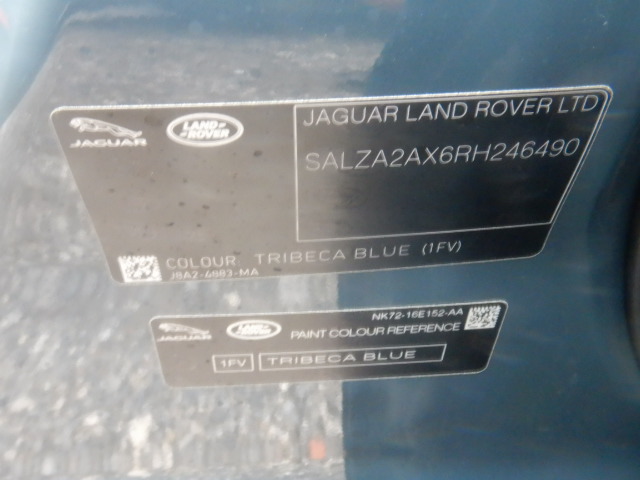 JAGUAR
LAND ROVER
JAGUAR LAND ROVER LTD
SALZA2AX6RH246490
COLOUR TRIBECA BLUE (1FV)
J8A2-4083-MA
NK72-16E152-AA
JAGUAR
LAND ROVER
PAINT COLOUR REFERENCE
1FV TRIBECA BLUE